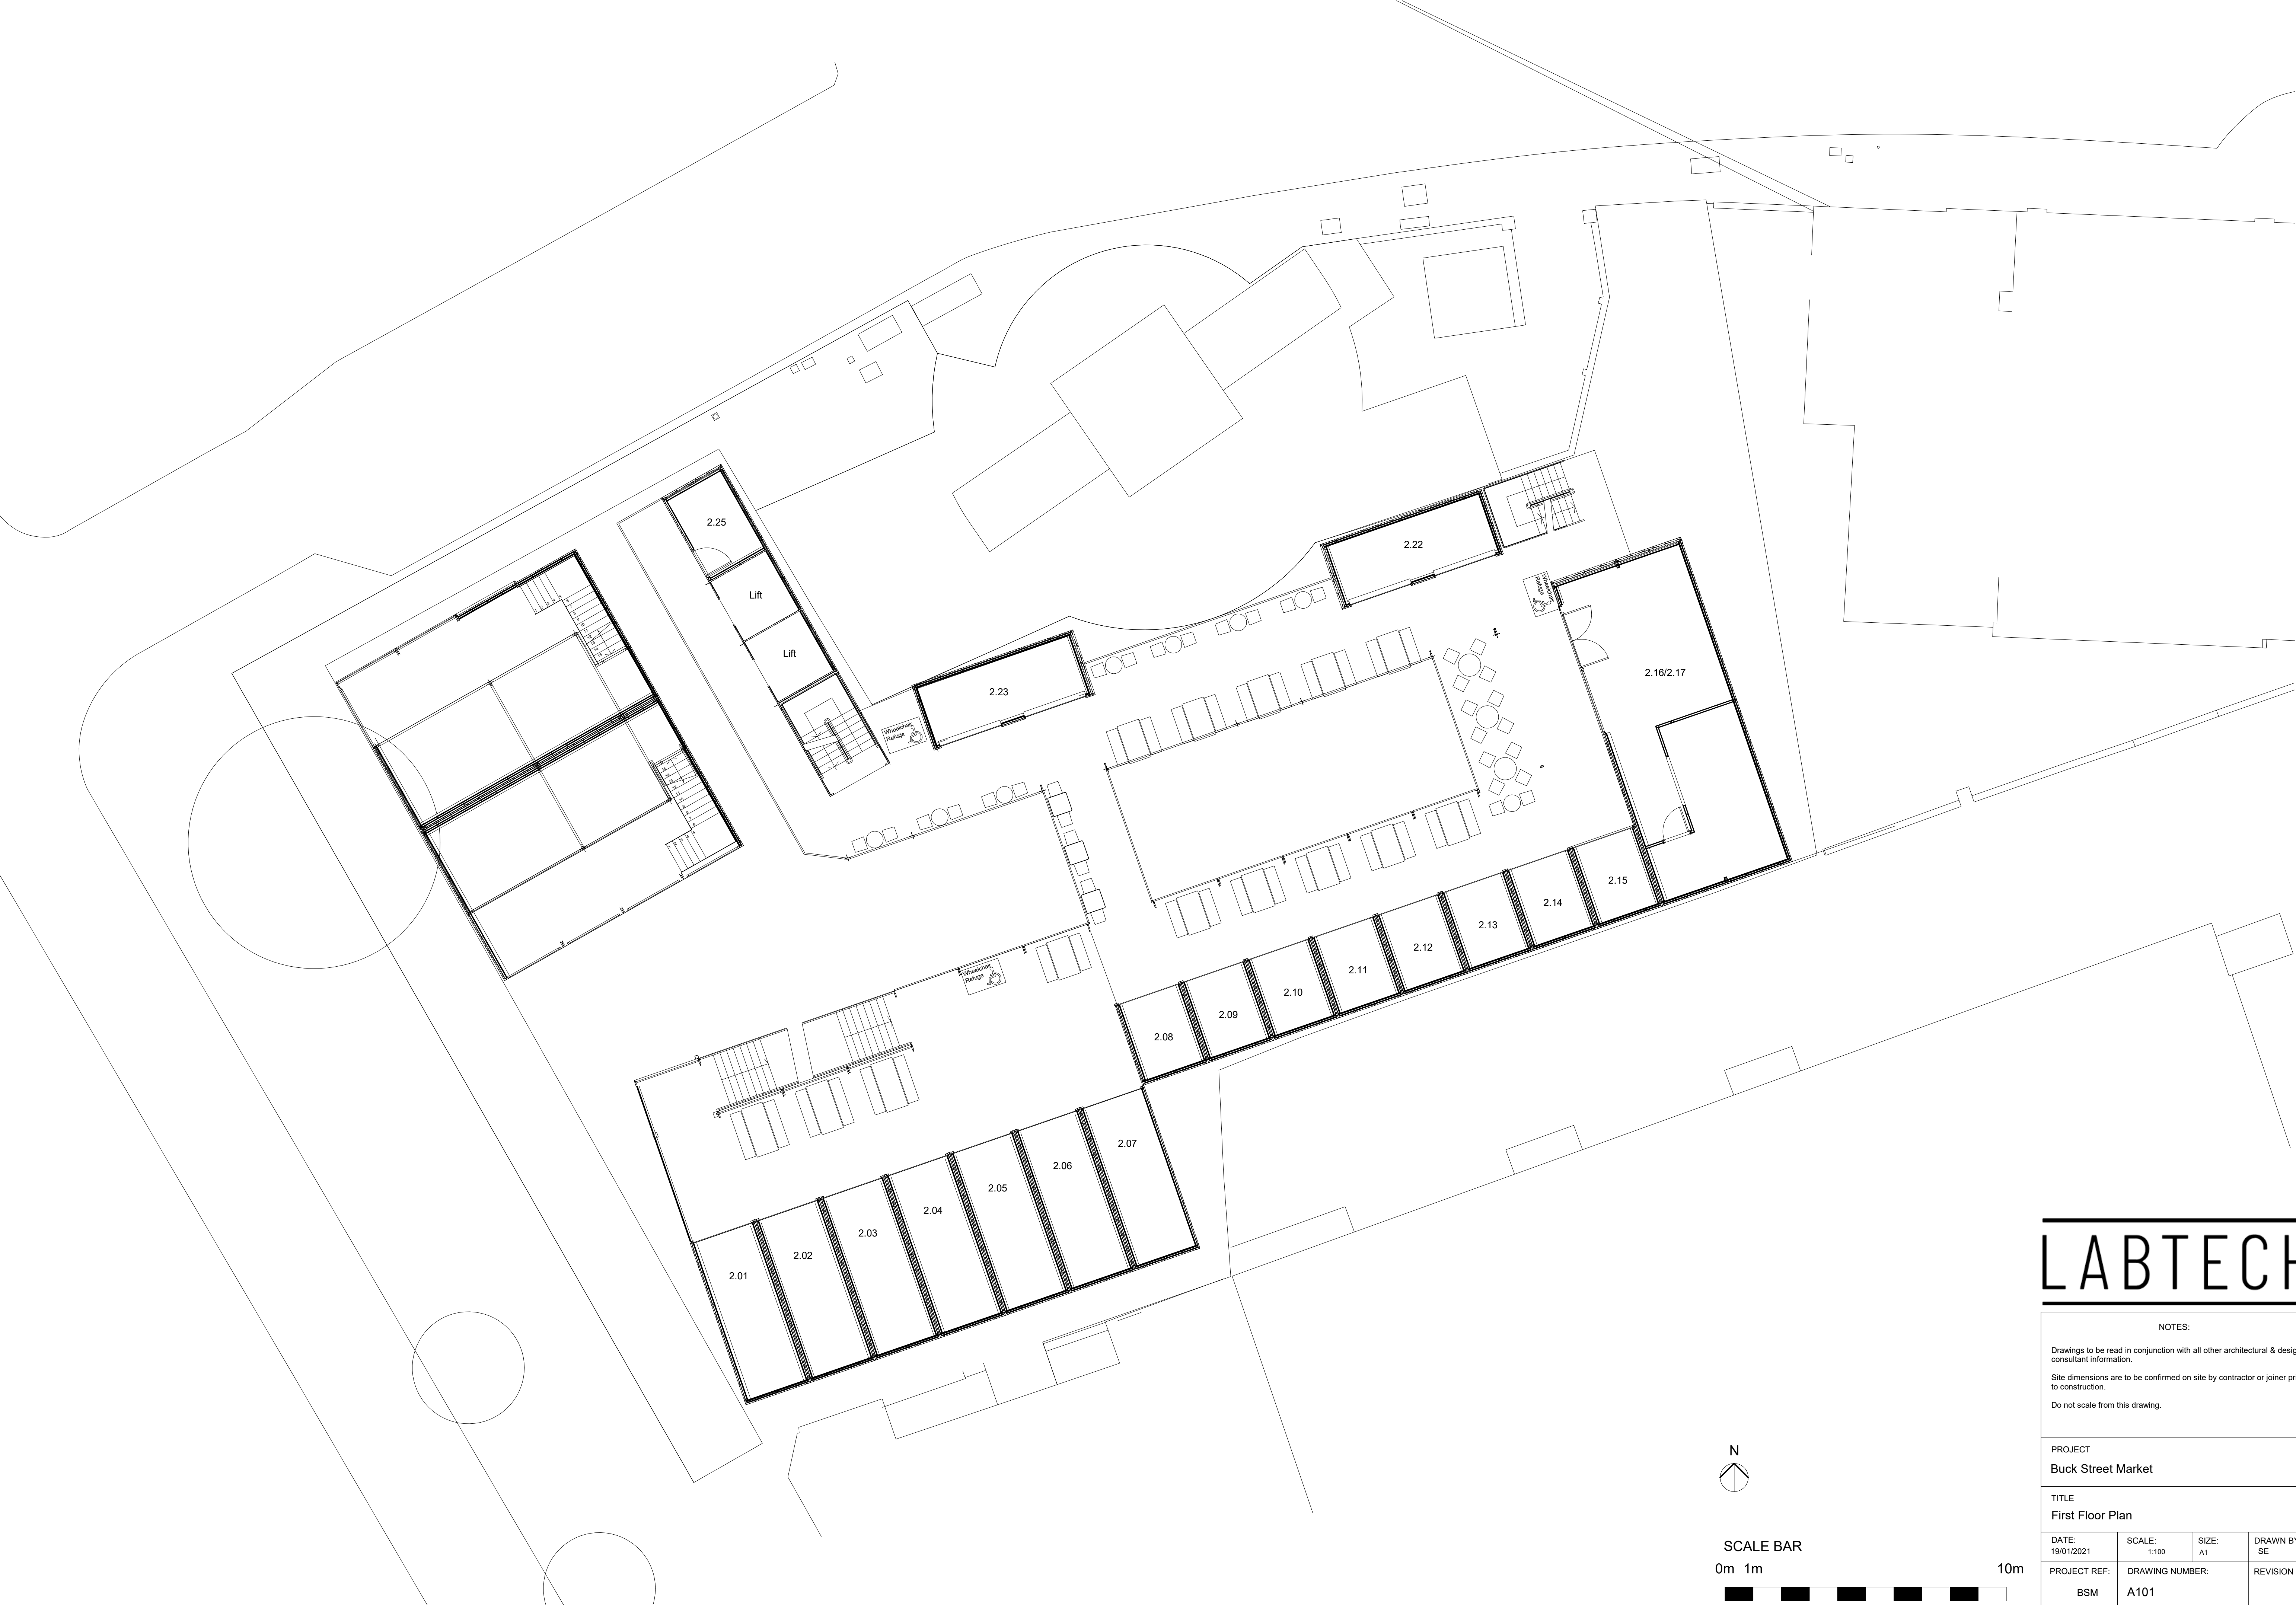 2.25
Lift
Lift
2.22
2.23
2.16/2.17
Wheelchair
Refuge
Wheelchair
Refuge
Wheelchair
Refuge
2.15
2.14
2.13
2.12
2.11
2.10
2.09
2.08
2.07
2.06
2.05
2.04
2.03
2.02
2.01
LABTECH
NOTES:
Drawings to be read in conjunction with all other architectural & desig
consultant information.
Site dimensions are to be confirmed on site by contractor or joiner pri
to construction.
Do not scale from this drawing.
PROJECT
Buck Street Market
TITLE
First Floor Plan
DATE:
19/01/2021
SCALE:
1:100
SIZE:
A1
DRAWN BY
SE
PROJECT REF:
BSM
DRAWING NUMBER:
A101
REVISION
N
SCALE BAR
0m 1m 10m